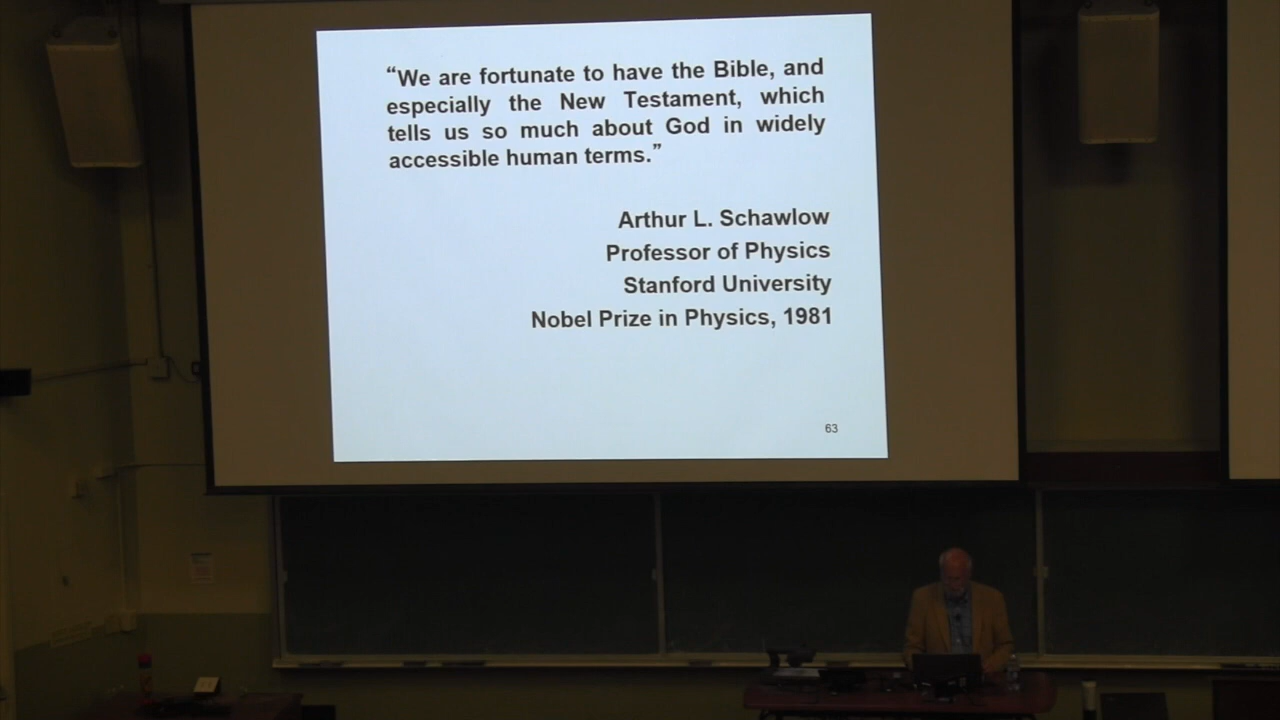 “We are fortunate to have the Bible, and
especially the New Testament, which
tells us so much about God in widely
accessible human terms.”
Arthur L. Schawlow
Professor of Physics
Stanford University
Nobel Prize in Physics, 1981
63